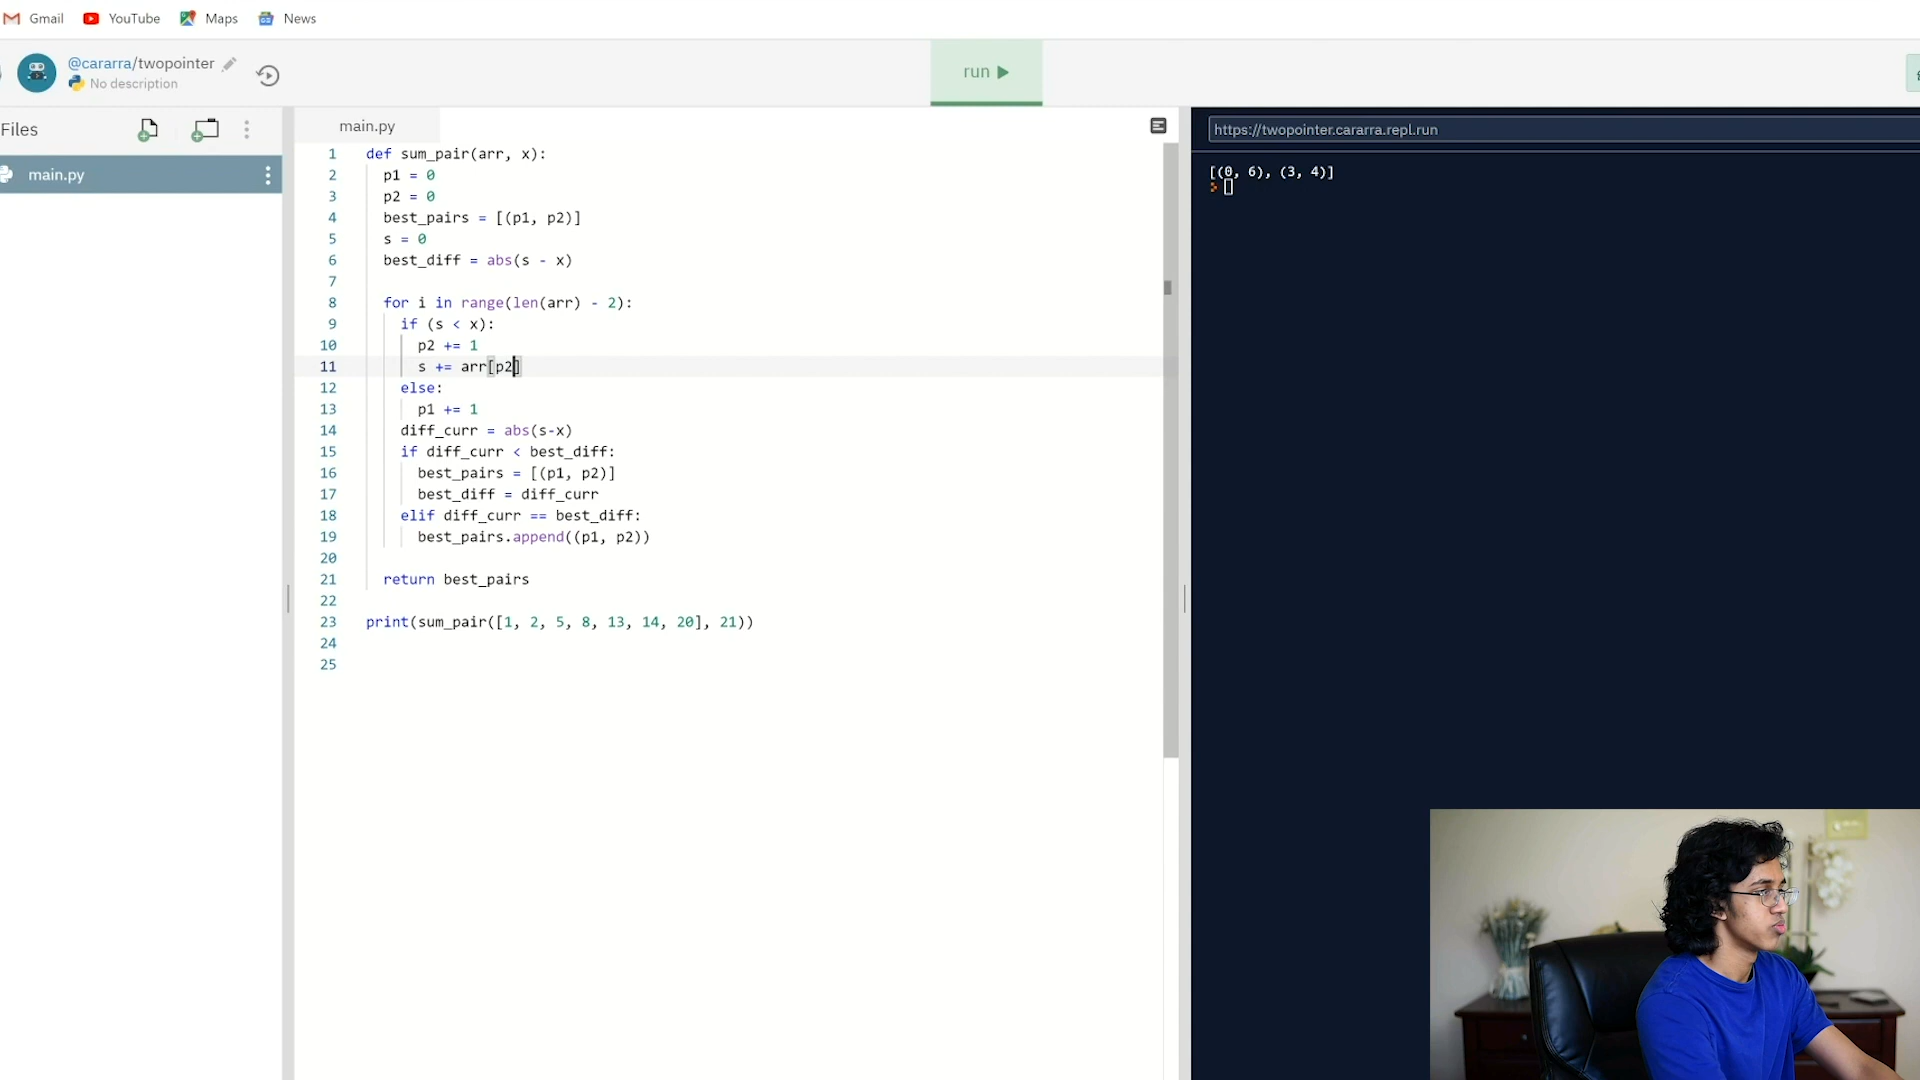 Gmail YouTube Maps News
@cararra/twopointer
No description
run
Files
main.py
main.py
1 def sum_pair(arr, x):
2 p1 = 0
3 p2 = 0
4 best_pairs = [(p1, p2)]
5 s = 0
6 best_diff = abs(s - x)
7
8 for i in range(len(arr) - 2):
9 if (s < x):
10 p2 += 1
11 s += arr[p2]
12 else:
13 p1 += 1
14 diff_curr = abs(s-x)
15 if diff_curr < best_diff:
16 best_pairs = [(p1, p2)]
17 best_diff = diff_curr
18 elif diff_curr == best_diff:
19 best_pairs.append((p1, p2))
20
21 return best_pairs
22
23 print(sum_pair([1, 2, 5, 8, 13, 14, 20], 21))
24
25
https://twopointer.cararra.repl.run
[(0, 6), (3, 4)]